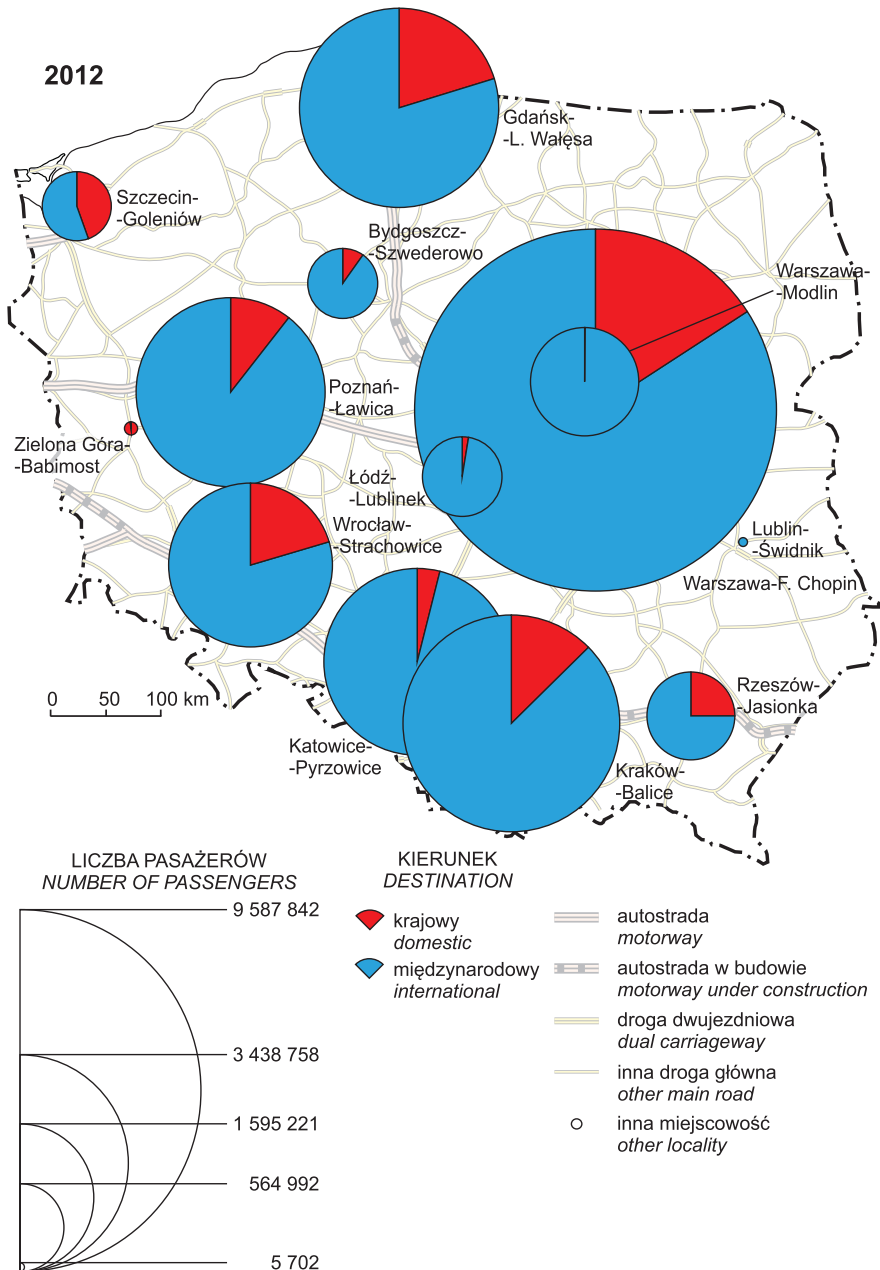 2012
Gdańsk-
-L. Wałęsa
Szczecin-
-Goleniów
Bydgoszcz-
-Szwederowo
Warszawa-
-Modlin
Poznań-
-Ławica
Zielona Góra-
-Babimost
Łódź-
-Lublinek
Wrocław-
-Strachowice
Lublin-
-Świdnik
Warszawa-F. Chopin
Rzeszów-
-Jasionka
0 50 100 km
Katowice-
-Pyrzowice
Kraków-
-Balice
LICZBA PASAŻERÓW
NUMBER OF PASSENGERS
9 587 842
3 438 758
1 595 221
564 992
5 702
KIERUNEK
DESTINATION
krajowy
domestic
międzynarodowy
international
autostrada
motorway
autostrada w budowie
motorway under construction
droga dwujezdniowa
dual carriageway
inna droga główna
other main road
inna miejscowość
other locality